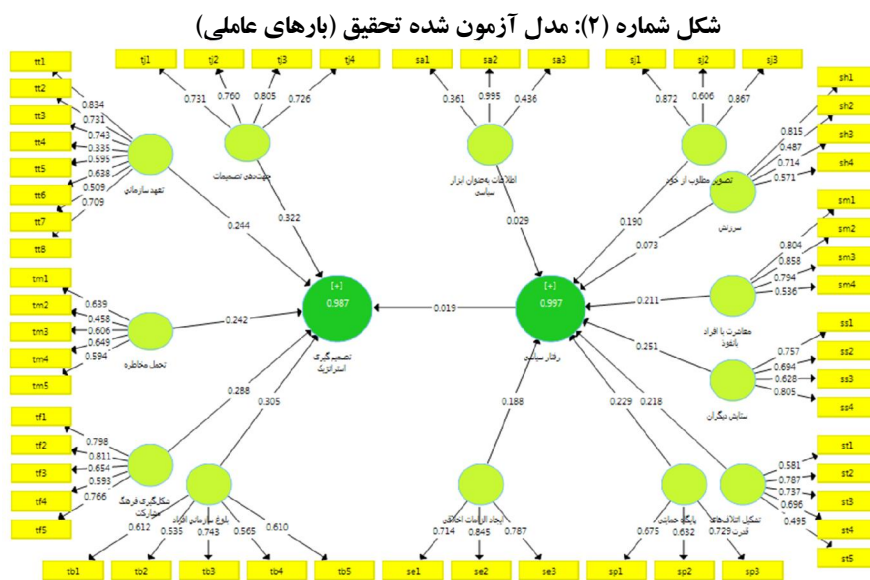 شکل شماره (۲): مدل آزمون شده تحقیق (بارهای عاملی)
tt1
tt2
tt3
tt4
tt5
tt6
tt7
tt8
0.834
0.731
0.743
0.335
0.595
0.638
0.509
0.709
تعهد سازمانی
0.244
tj1
tj2
tj3
tj4
0.731
0.760
0.805
0.726
جهت‌دهی تصمیمات
0.322
sa1
sa2
sa3
0.361
0.995
0.436
اطلاعات به‌عنوان ابزار
سیاسی
0.029
sj1
sj2
sj3
0.872
0.606
0.867
تصویر مطلوب از خود
0.190
sh1
sh2
sh3
sh4
0.815
0.487
0.714
0.571
سرزنش
0.073
sm1
sm2
sm3
sm4
0.804
0.858
0.794
0.536
معاشرت با افراد
بانفوذ
0.211
ss1
ss2
ss3
ss4
0.757
0.694
0.628
0.805
ستایش دیگران
0.251
[+]
0.987
تصمیم گیری
استراتژیک
0.019
[+]
0.997
رفتار سیاسی
tm1
tm2
tm3
tm4
tm5
0.639
0.458
0.606
0.649
0.594
تحمل مخاطره
0.242
tf1
tf2
tf3
tf4
tf5
0.798
0.811
0.654
0.593
0.766
شکل‌گیری فرهنگ
مشارکت
0.288
0.305
بلوغ سازمانی افراد
0.612
0.535
0.743
0.565
0.610
tb1
tb2
tb3
tb4
tb5
0.188
ایجاد الزامات اخلاقی
0.714
0.845
0.787
se1
se2
se3
0.229
پایگاه حمایتی
0.675
0.632
0.729
sp1
sp2
sp3
0.218
تشکیل ائتلاف‌های
قدرت
0.581
0.787
0.737
0.696
0.495
st1
st2
st3
st4
st5